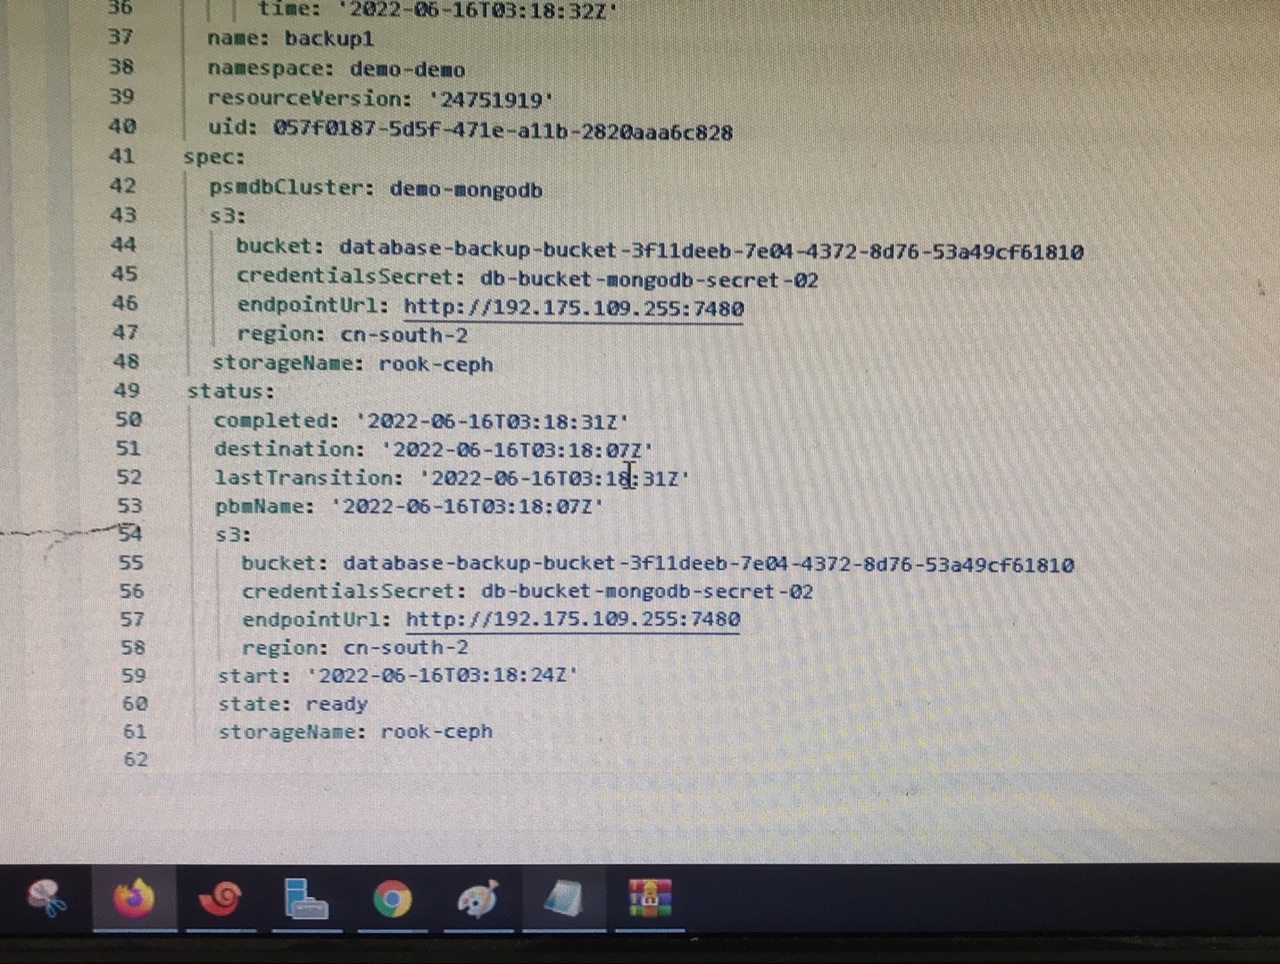 36 time: '2022-06-16T03:18:32Z'
37 name: backup1
38 namespace: demo-demo
39 resourceVersion: '24751919'
40 uid: 057f0187-5d5f-471e-a11b-2820aaa6c828
41 spec:
42 psmdbCluster: demo-mongodb
43 s3:
44 bucket: database-backup-bucket-3f11deeb-7e04-4372-8d76-53a49cf61810
45 credentialsSecret: db-bucket-mongodb-secret-02
46 endpointUrl: http://192.175.109.255:7480
47 region: cn-south-2
48 storageName: rook-ceph
49 status:
50 completed: '2022-06-16T03:18:31Z'
51 destination: '2022-06-16T03:18:07Z'
52 lastTransition: '2022-06-16T03:18:31Z'
53 pbmName: '2022-06-16T03:18:07Z'
54 s3:
55 bucket: database-backup-bucket-3f11deeb-7e04-4372-8d76-53a49cf61810
56 credentialsSecret: db-bucket-mongodb-secret-02
57 endpointUrl: http://192.175.109.255:7480
58 region: cn-south-2
59 start: '2022-06-16T03:18:24Z'
60 state: ready
61 storageName: rook-ceph
62